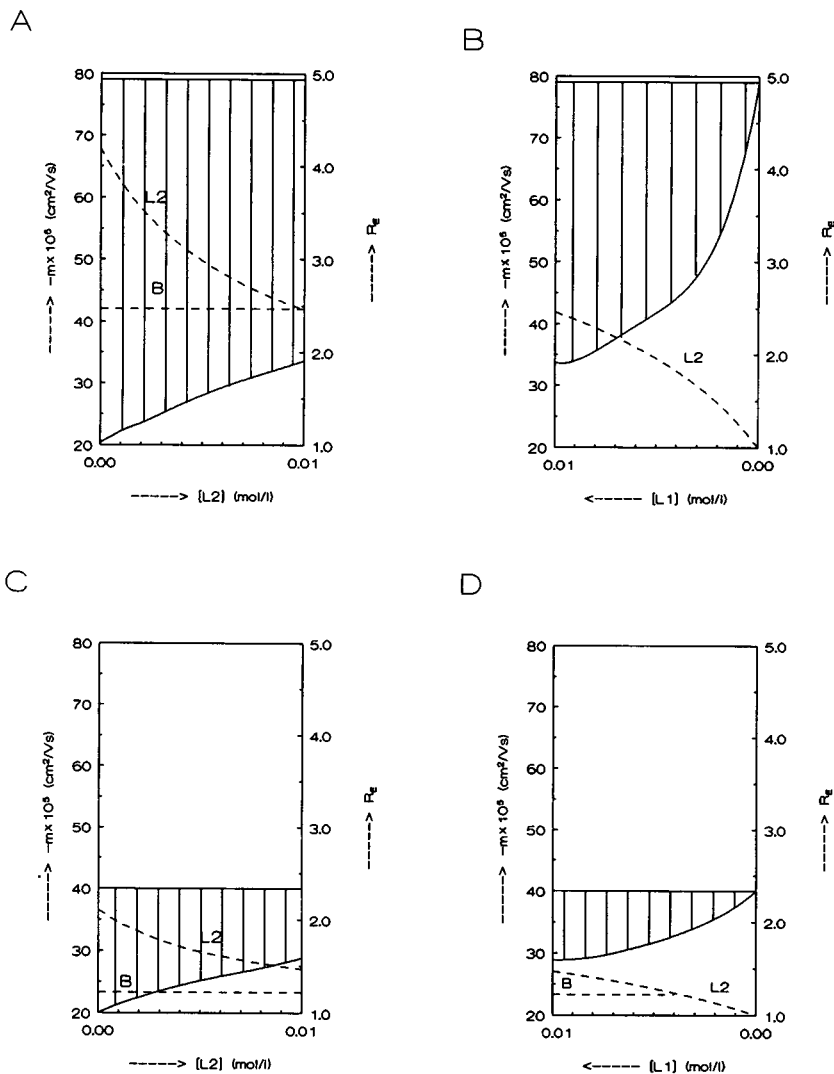 A
80
70
60
50
40
30
20
5.0
4.0
3.0
2.0
1.0
-----> -m x 10⁵ (cm²/Vs)
-----> R_E
L2
B
0.00
0.01
-----> [L2] (mol/l)
B
80
70
60
50
40
30
20
5.0
4.0
3.0
2.0
1.0
-----> -m x 10⁵ (cm²/Vs)
-----> R_E
L2
0.01
0.00
<----- [L1] (mol/l)
C
80
70
60
50
40
30
20
5.0
4.0
3.0
2.0
1.0
-----> -m x 10⁵ (cm²/Vs)
-----> R_E
L2
B
0.00
0.01
-----> [L2] (mol/l)
D
80
70
60
50
40
30
20
5.0
4.0
3.0
2.0
1.0
-----> -m x 10⁵ (cm²/Vs)
-----> R_E
B
L2
0.01
0.00
<----- [L1] (mol/l)